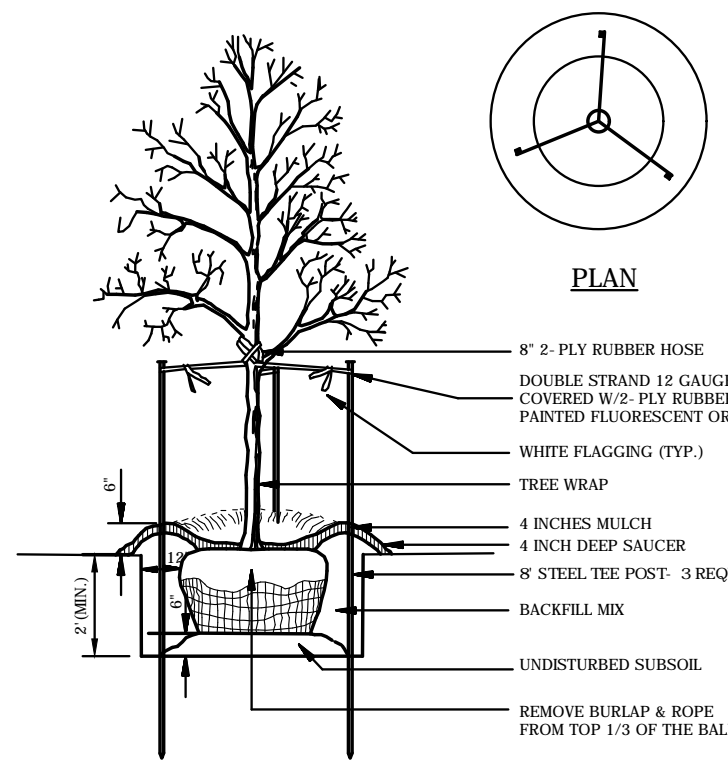 PLAN
8" 2- PLY RUBBER HOSE
DOUBLE STRAND 12 GAUGE
COVERED W/2- PLY RUBBER
PAINTED FLUORESCENT OR
WHITE FLAGGING (TYP.)
TREE WRAP
6"
4 INCHES MULCH
4 INCH DEEP SAUCER
12"
8' STEEL TEE POST- 3 REQ
2' (MIN.)
6"
BACKFILL MIX
UNDISTURBED SUBSOIL
REMOVE BURLAP & ROPE
FROM TOP 1/3 OF THE BAL